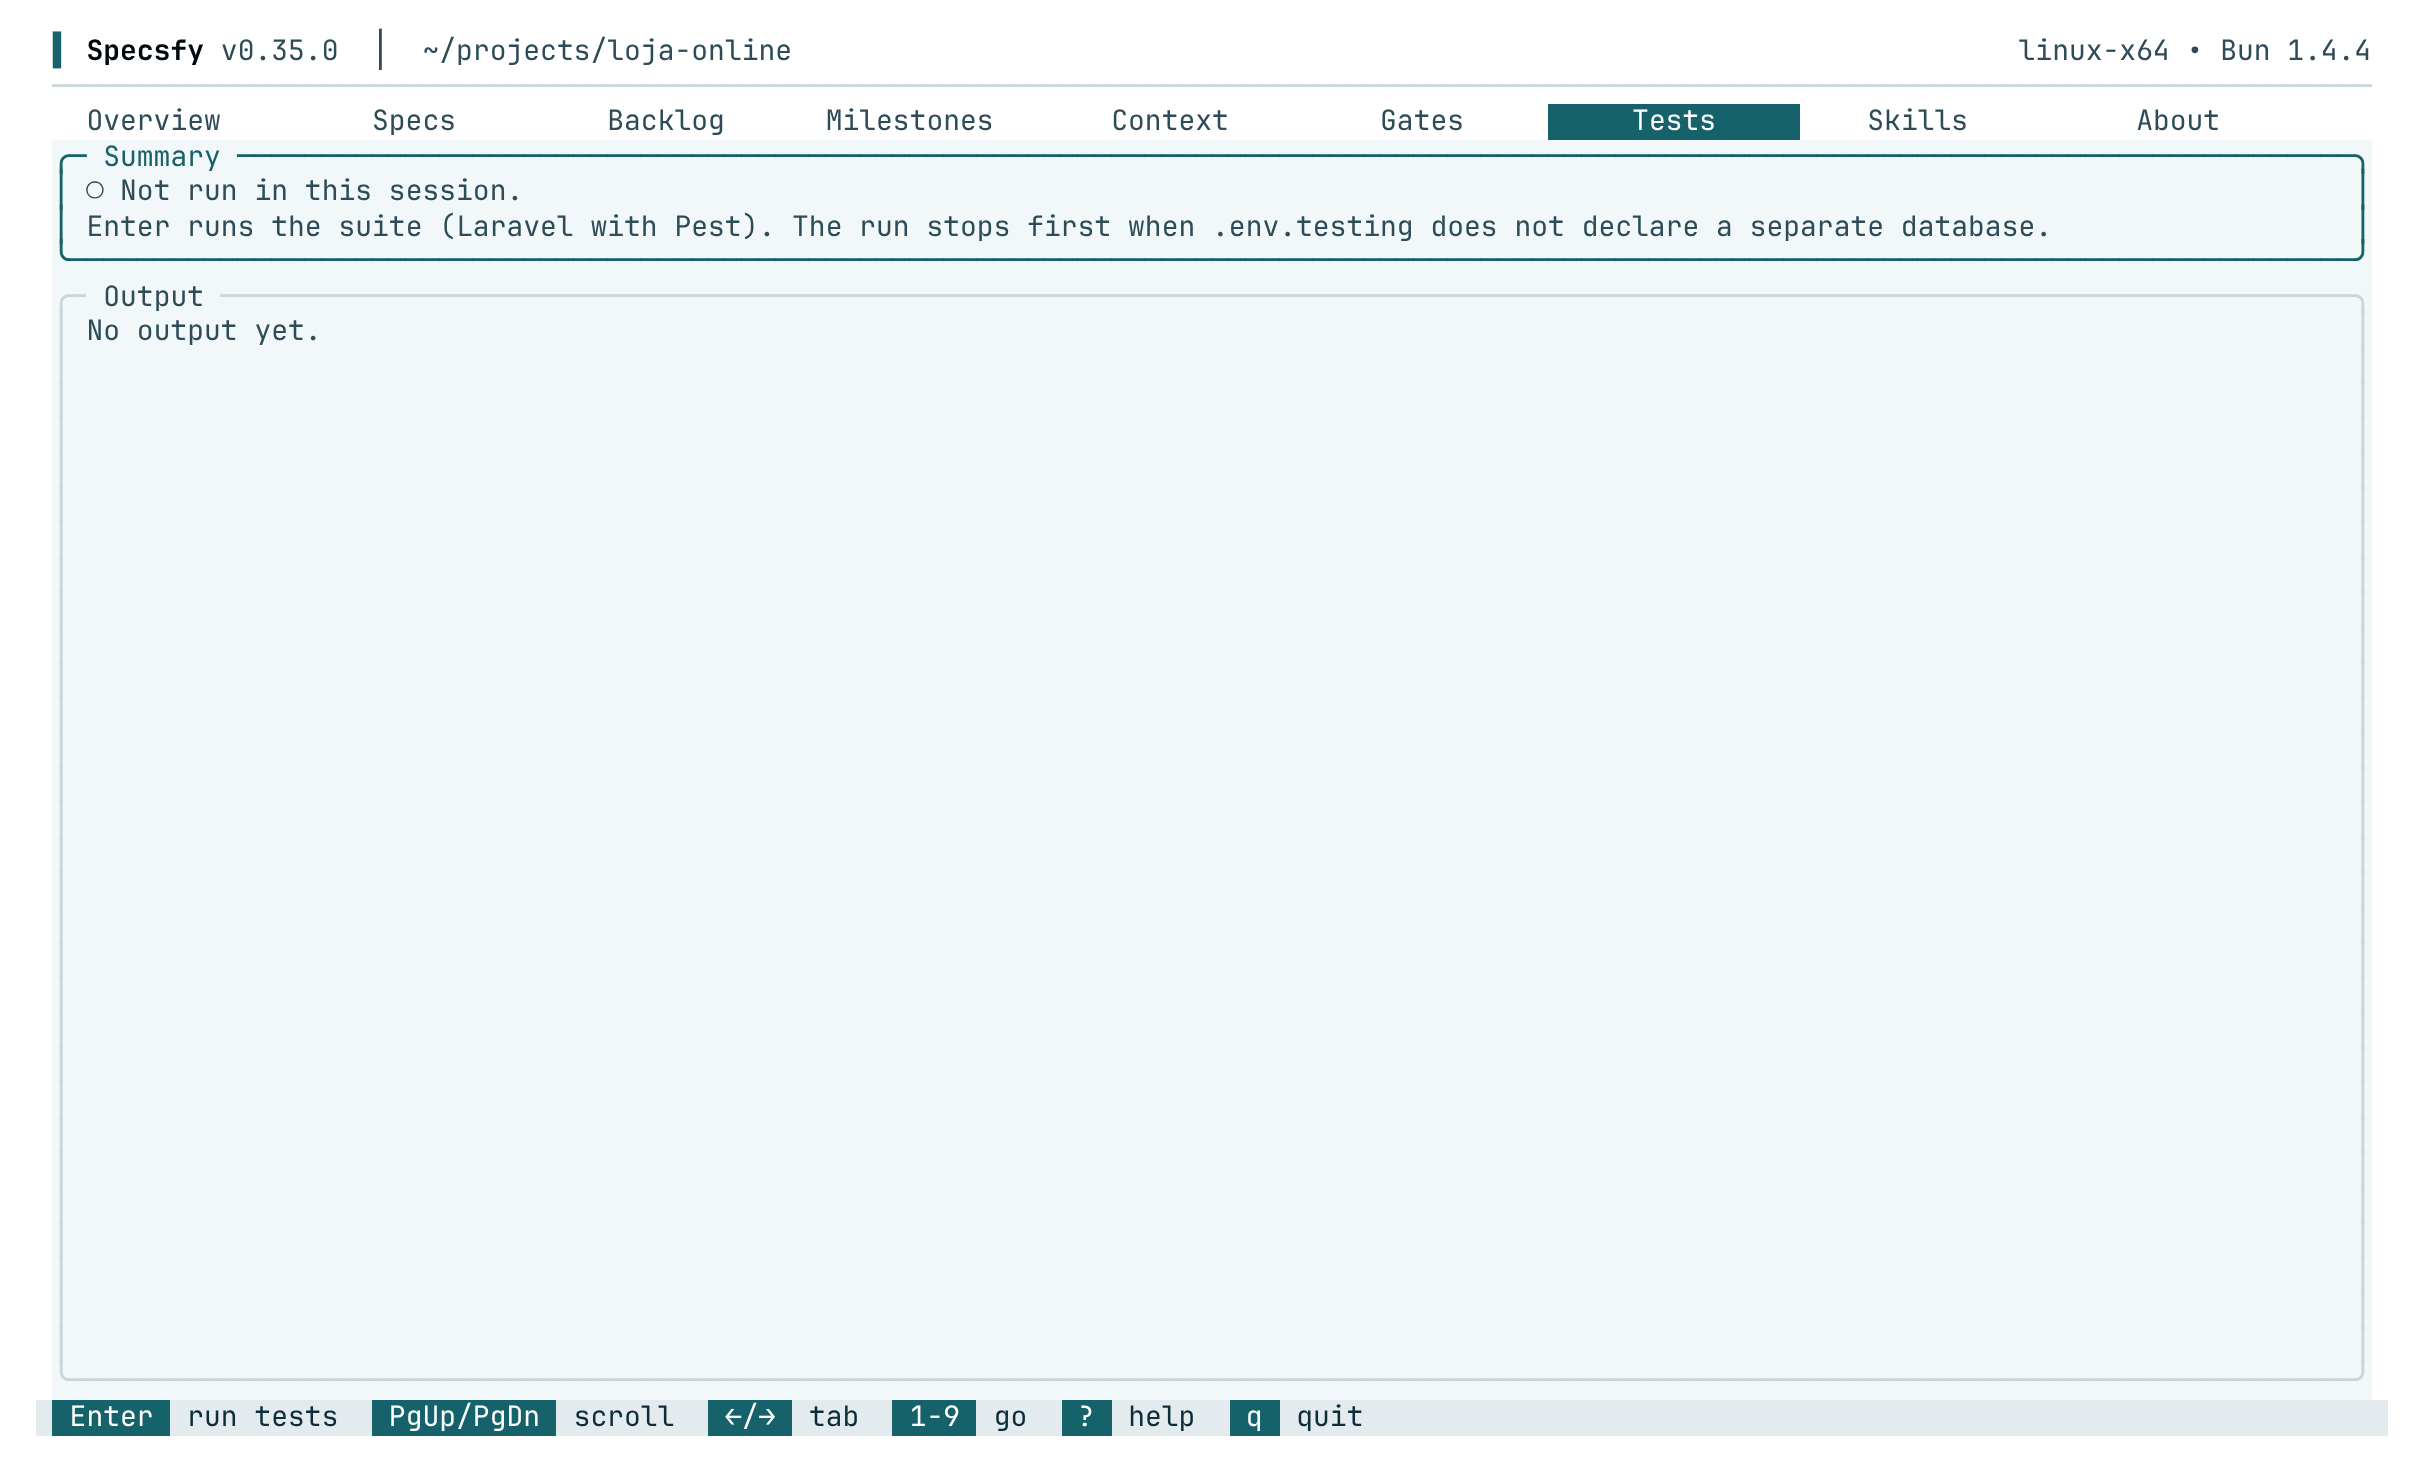 Specsfy v0.35.0 │ ~/projects/loja-online linux-x64 • Bun 1.4.4
Overview Specs Backlog Milestones Context Gates Tests Skills About
Summary
○ Not run in this session.
Enter runs the suite (Laravel with Pest). The run stops first when .env.testing does not declare a separate database.
Output
No output yet.
Enter run tests PgUp/PgDn scroll ←/→ tab 1-9 go ? help q quit